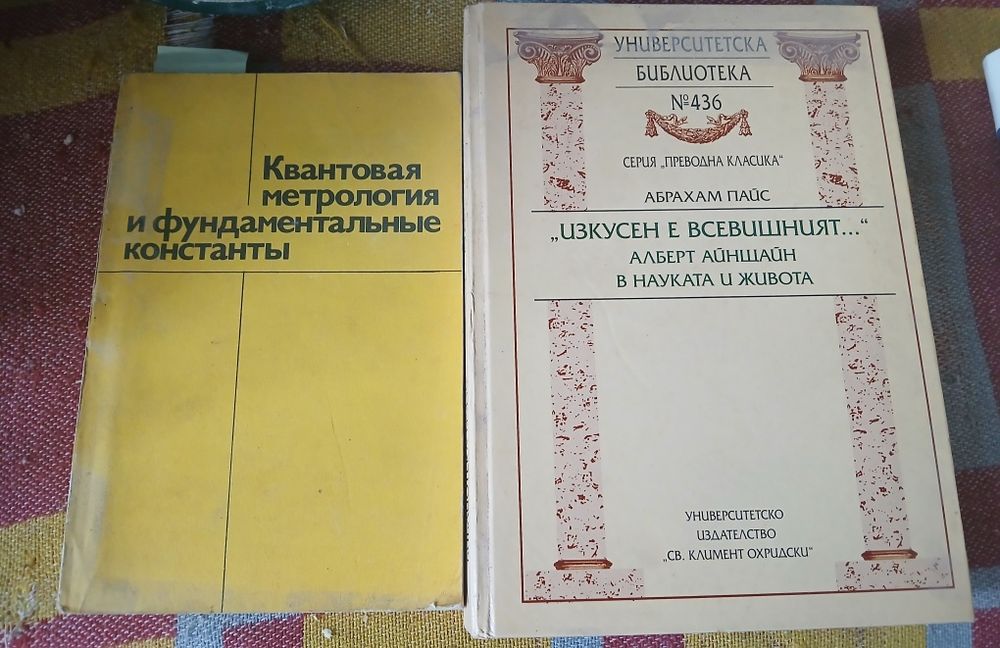 Квантовая
метрология
и фундаментальные
константы
УНИВЕРСИТЕТСКА
БИБЛИОТЕКА
№436
СЕРИЯ „ПРЕВОДНА КЛАСИКА“
АБРАХАМ ПАЙС
„ИЗКУСЕН Е ВСЕВИШНИЯТ...“
АЛБЕРТ АЙНЩАЙН
В НАУКАТА И ЖИВОТА
УНИВЕРСИТЕТСКО
ИЗДАТЕЛСТВО
„СВ. КЛИМЕНТ ОХРИДСКИ“